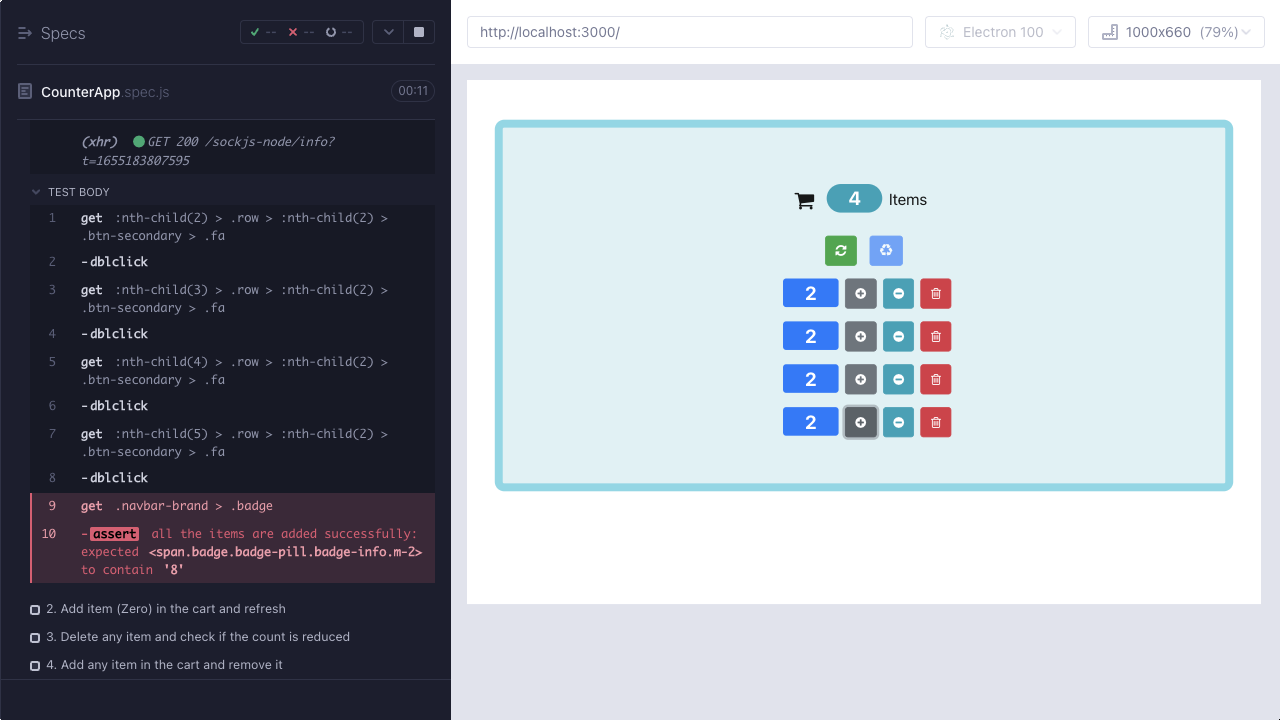 Specs
-- -- --
CounterApp.spec.js
00:11
(xhr) GET 200 /sockjs-node/info?
t=1655183807595
TEST BODY
1 get :nth-child(2) > .row > :nth-child(2) >
.btn-secondary > .fa
2 -dblclick
3 get :nth-child(3) > .row > :nth-child(2) >
.btn-secondary > .fa
4 -dblclick
5 get :nth-child(4) > .row > :nth-child(2) >
.btn-secondary > .fa
6 -dblclick
7 get :nth-child(5) > .row > :nth-child(2) >
.btn-secondary > .fa
8 -dblclick
9 get .navbar-brand > .badge
10 -assert all the items are added successfully:
expected <span.badge.badge-pill.badge-info.m-2>
to contain '8'
2. Add item (Zero) in the cart and refresh
3. Delete any item and check if the count is reduced
4. Add any item in the cart and remove it
http://localhost:3000/
Electron 100
1000x660 (79%)
4 Items
2
2
2
2